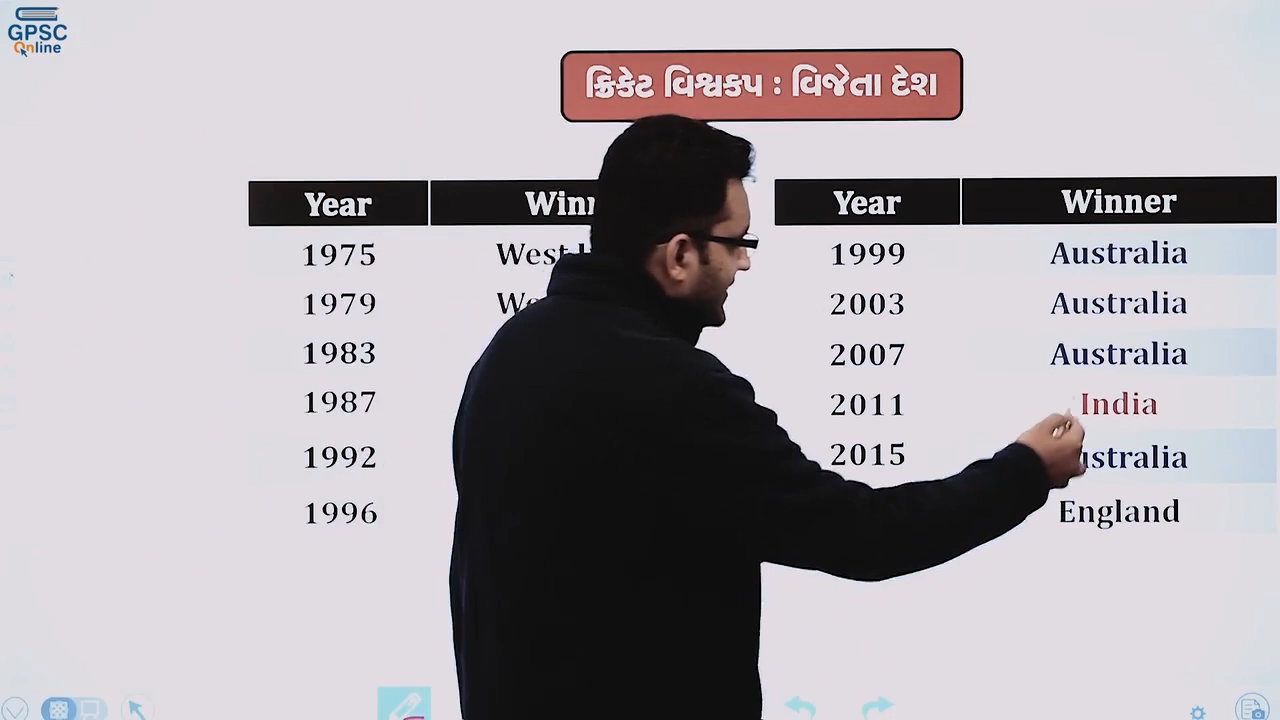 GPSC
Online
ક્રિકેટ વિશ્વકપ : વિજેતા દેશ
Year Year Winner
1975 West 1999 Australia
1979 2003 Australia
1983 2007 Australia
1987 2011 India
1992 2015
1996 England